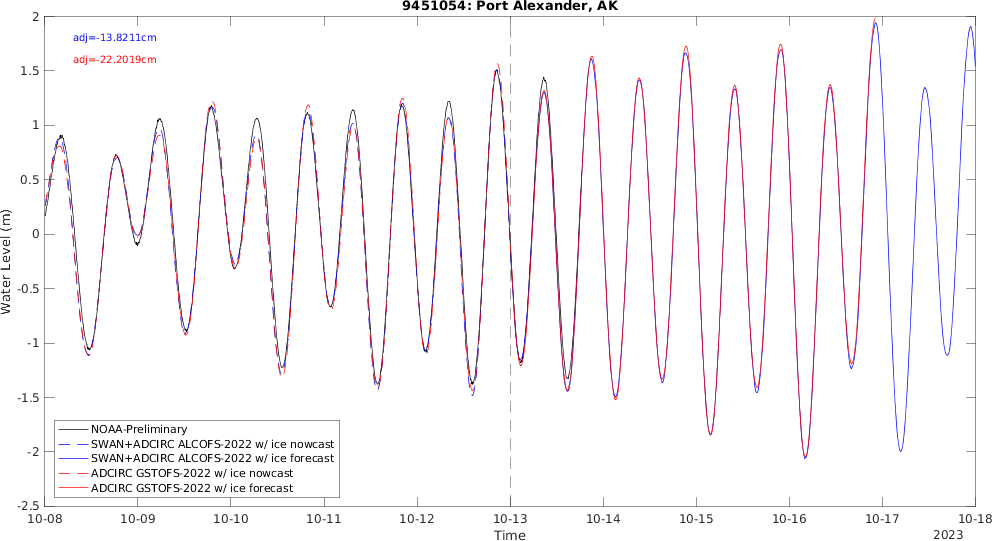 9451054: Port Alexander, AK
adj=-13.8211cm
adj=-22.2019cm
Water Level (m)
2
1.5
1
0.5
0
-0.5
-1
-1.5
-2
-2.5
NOAA-Preliminary
SWAN+ADCIRC ALCOFS-2022 w/ ice nowcast
SWAN+ADCIRC ALCOFS-2022 w/ ice forecast
ADCIRC GSTOFS-2022 w/ ice nowcast
ADCIRC GSTOFS-2022 w/ ice forecast
10-08 10-09 10-10 10-11 10-12 10-13 10-14 10-15 10-16 10-17 10-18
Time
2023